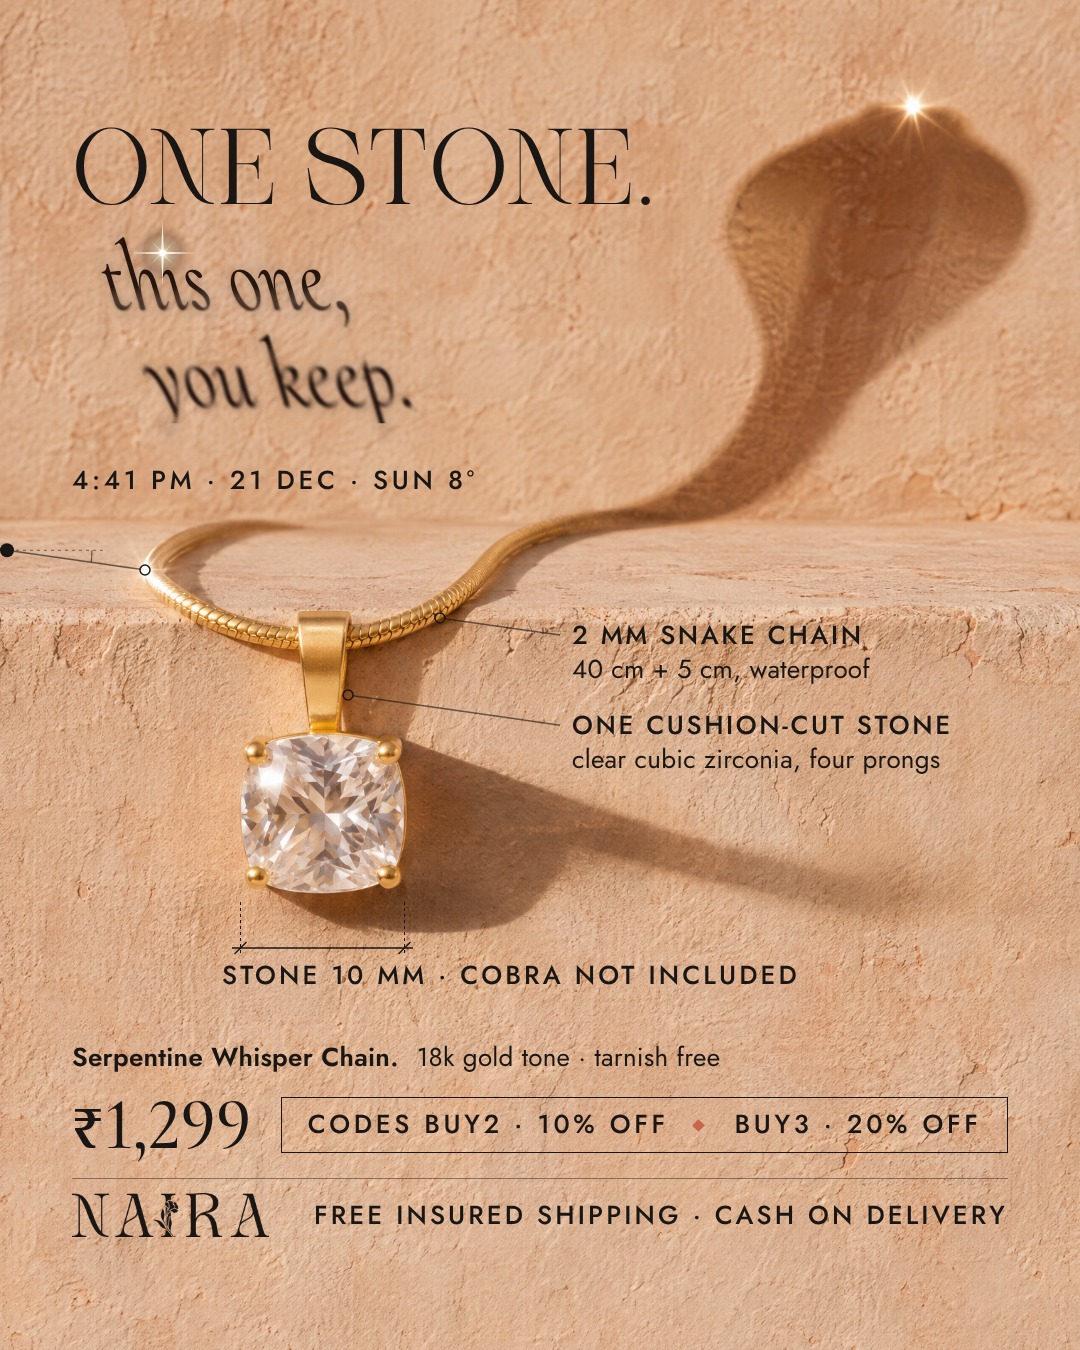 ONE STONE.
this one,
you keep.
4:41 PM · 21 DEC · SUN 8°
2 MM SNAKE CHAIN
40 cm + 5 cm, waterproof
ONE CUSHION-CUT STONE
clear cubic zirconia, four prongs
STONE 10 MM · COBRA NOT INCLUDED
Serpentine Whisper Chain. 18k gold tone · tarnish free
₹1,299
CODES BUY2 · 10% OFF ◆ BUY3 · 20% OFF
NAIRA
FREE INSURED SHIPPING · CASH ON DELIVERY